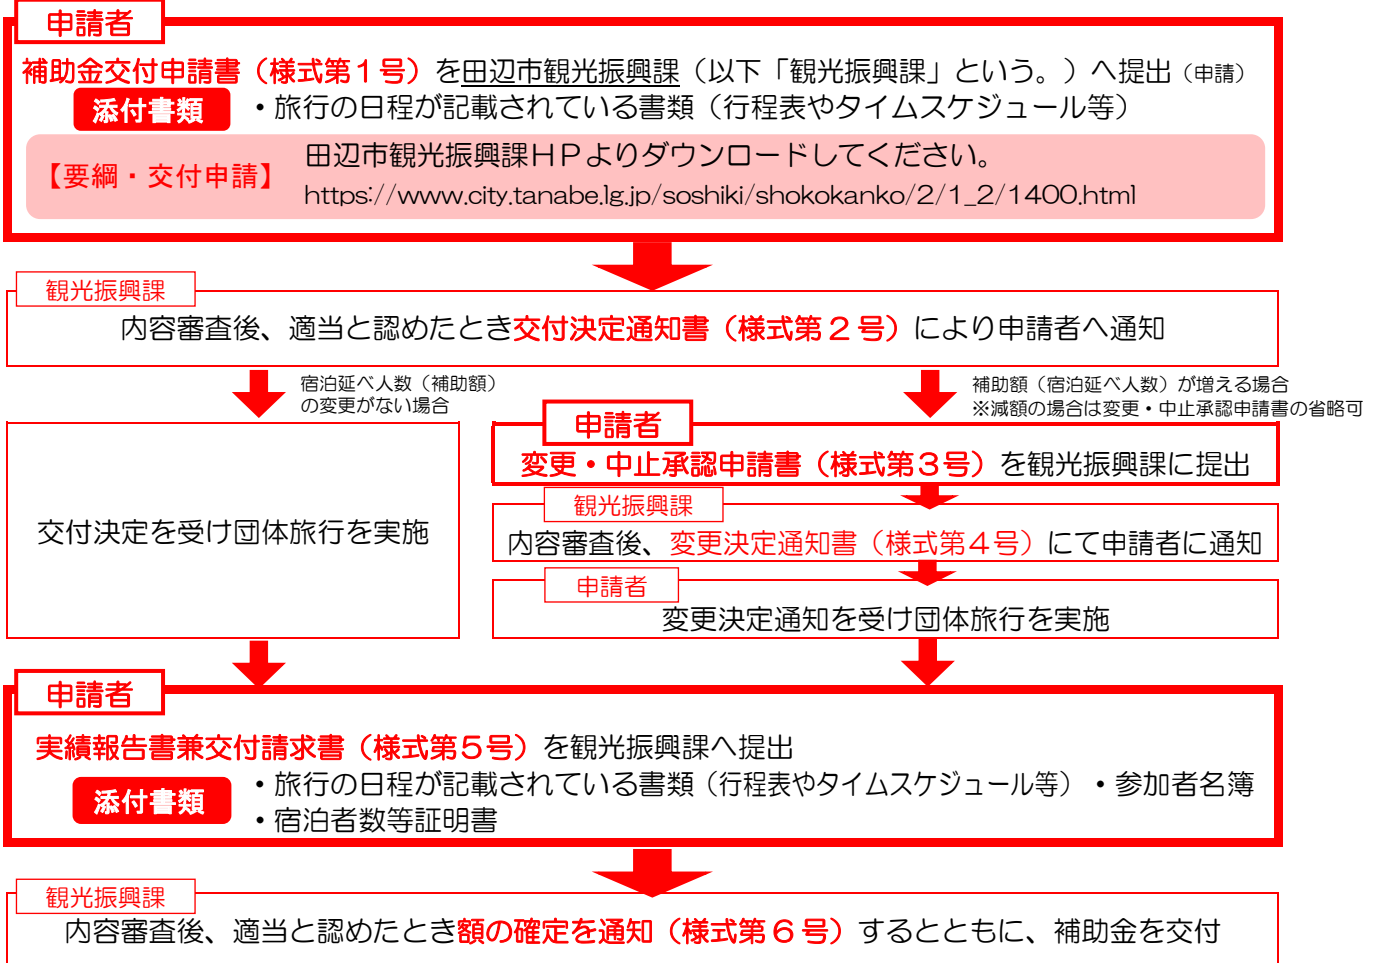 申請者
補助金交付申請書（様式第１号）を田辺市観光振興課（以下「観光振興課」という。）へ提出（申請）
添付書類 ・旅行の日程が記載されている書類（行程表やタイムスケジュール等）
【要綱・交付申請】 田辺市観光振興課ＨＰよりダウンロードしてください。
https://www.city.tanabe.lg.jp/soshiki/shokokanko/2/1_2/1400.html
観光振興課
内容審査後、適当と認めたとき交付決定通知書（様式第２号）により申請者へ通知
宿泊延べ人数（補助額）
の変更がない場合
補助額（宿泊延べ人数）が増える場合
※減額の場合は変更・中止承認申請書の省略可
交付決定を受け団体旅行を実施
申請者
変更・中止承認申請書（様式第３号）を観光振興課に提出
観光振興課
内容審査後、変更決定通知書（様式第４号）にて申請者に通知
申請者
変更決定通知を受け団体旅行を実施
申請者
実績報告書兼交付請求書（様式第５号）を観光振興課へ提出
添付書類 ・旅行の日程が記載されている書類（行程表やタイムスケジュール等）・参加者名簿
・宿泊者数等証明書
観光振興課
内容審査後、適当と認めたとき額の確定を通知（様式第６号）するとともに、補助金を交付